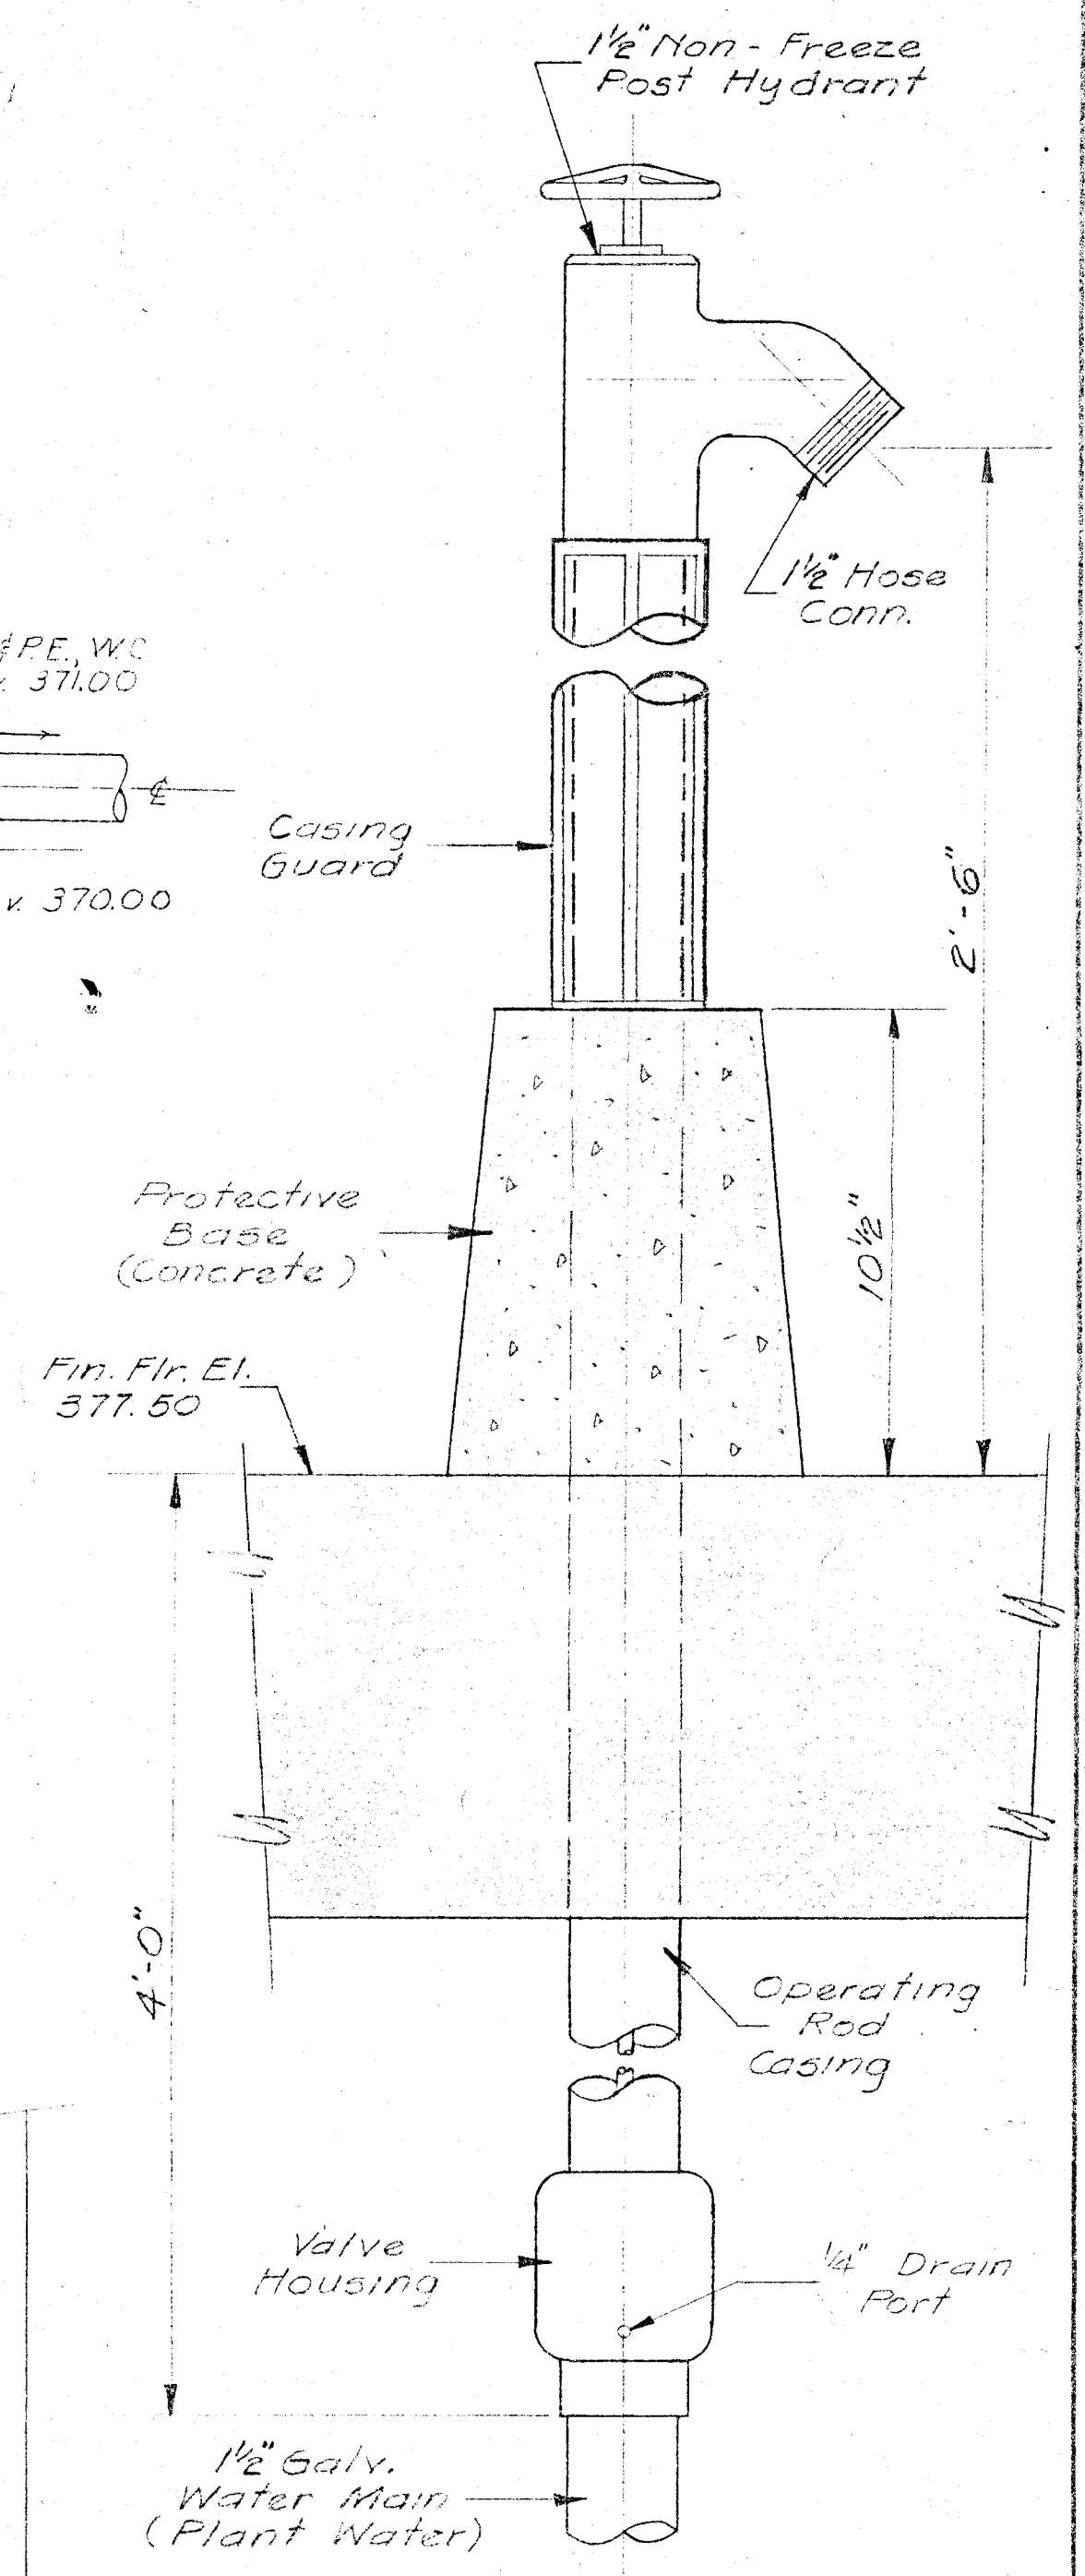 1½" Non-Freeze
Post Hydrant
1½" Hose
Conn.
P.E., W.C
371.00
℄
Casing
Guard
370.00
2'-6"
Protective
Base
(Concrete)
10½"
Fin. Flr. El.
377.50
4'-0"
Operating
Rod
Casing
Valve
Housing
¼" Drain
Port
1½" Galv.
Water Main
(Plant Water)